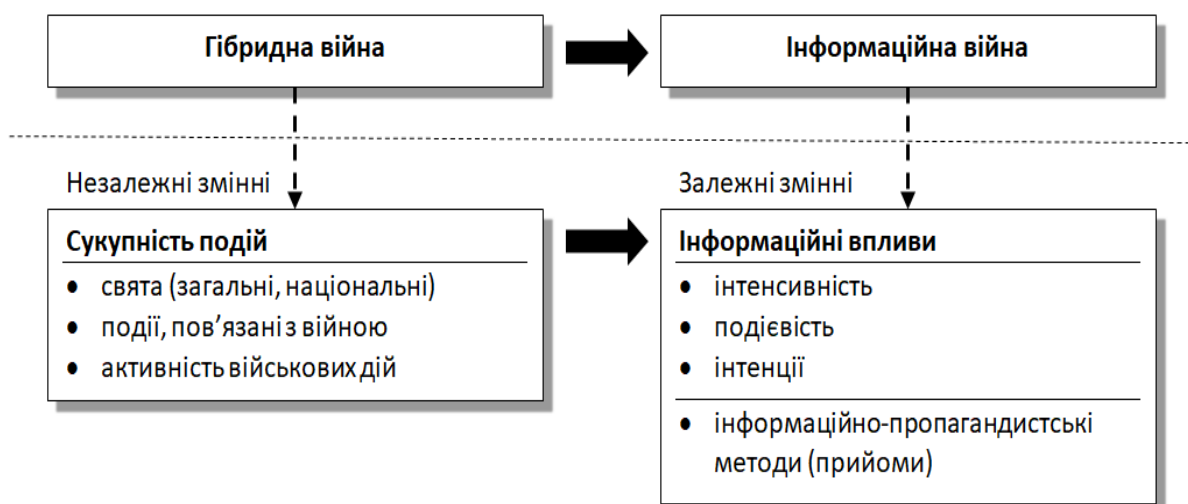 Гібридна війна
Інформаційна війна
Незалежні змінні
Залежні змінні
Сукупність подій
• свята (загальні, національні)
• події, пов’язані з війною
• активність військових дій
Інформаційні впливи
• інтенсивність
• подієвість
• інтенції
• інформаційно-пропагандистські
методи (прийоми)